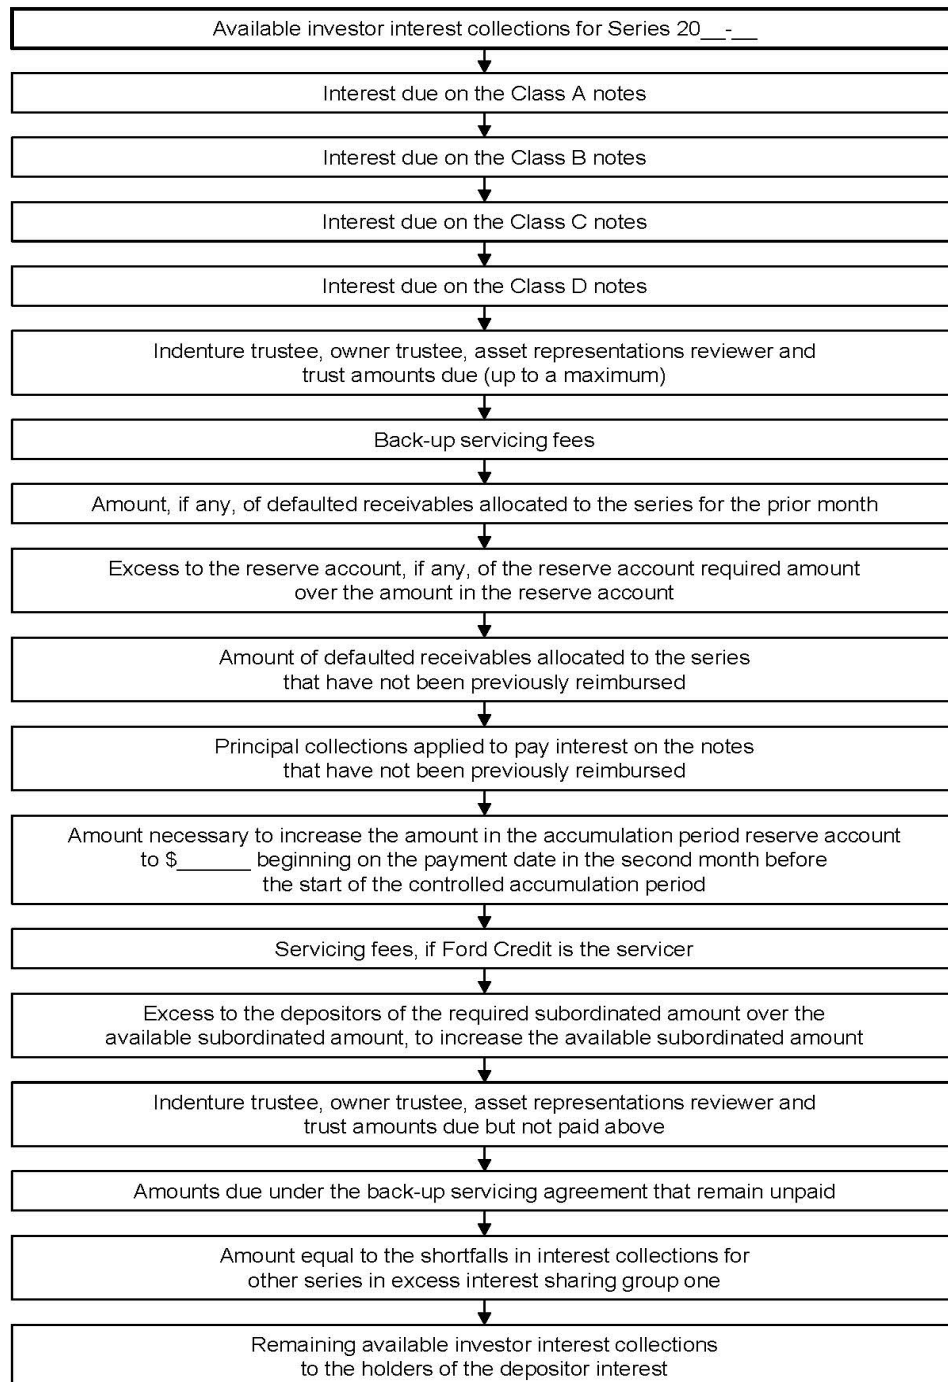 Available investor interest collections for Series 20__-__
Interest due on the Class A notes
Interest due on the Class B notes
Interest due on the Class C notes
Interest due on the Class D notes
Indenture trustee, owner trustee, asset representations reviewer and
trust amounts due (up to a maximum)
Back-up servicing fees
Amount, if any, of defaulted receivables allocated to the series for the prior month
Excess to the reserve account, if any, of the reserve account required amount
over the amount in the reserve account
Amount of defaulted receivables allocated to the series
that have not been previously reimbursed
Principal collections applied to pay interest on the notes
that have not been previously reimbursed
Amount necessary to increase the amount in the accumulation period reserve account
to $______ beginning on the payment date in the second month before
the start of the controlled accumulation period
Servicing fees, if Ford Credit is the servicer
Excess to the depositors of the required subordinated amount over the
available subordinated amount, to increase the available subordinated amount
Indenture trustee, owner trustee, asset representations reviewer and
trust amounts due but not paid above
Amounts due under the back-up servicing agreement that remain unpaid
Amount equal to the shortfalls in interest collections for
other series in excess interest sharing group one
Remaining available investor interest collections
to the holders of the depositor interest